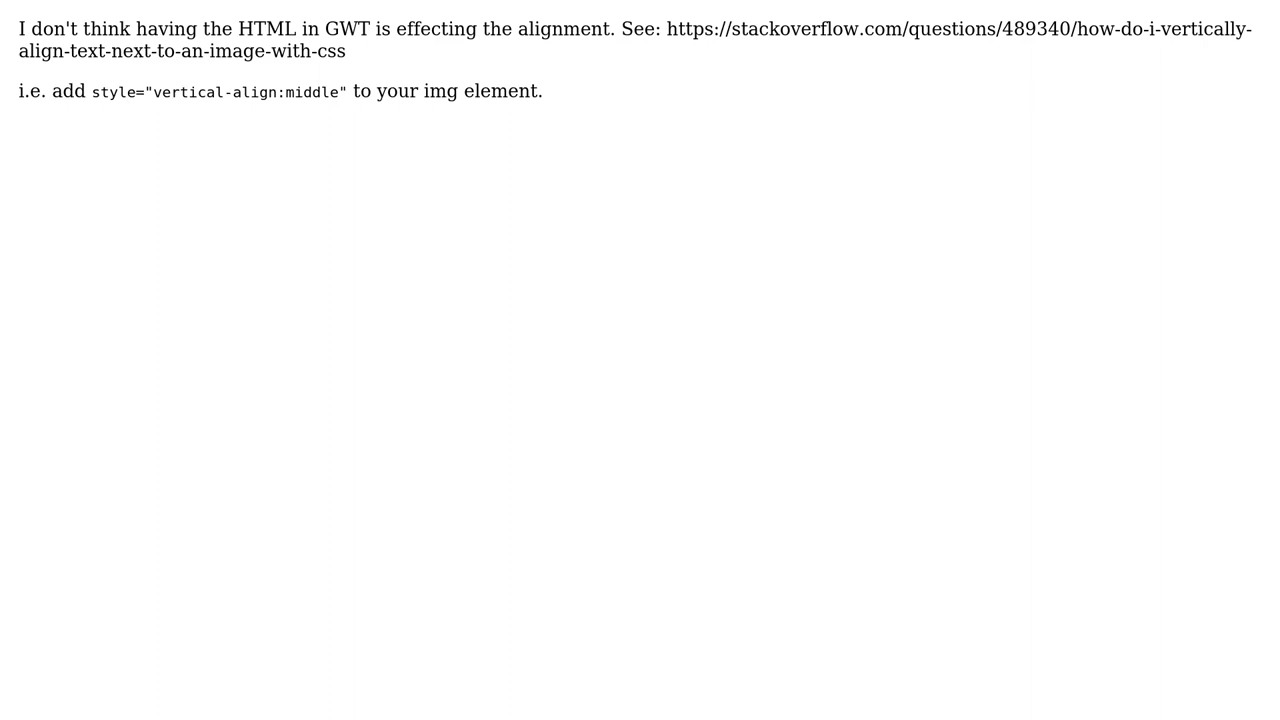 I don't think having the HTML in GWT is effecting the alignment. See: https://stackoverflow.com/questions/489340/how-do-i-vertically-
align-text-next-to-an-image-with-css
i.e. add style="vertical-align:middle" to your img element.